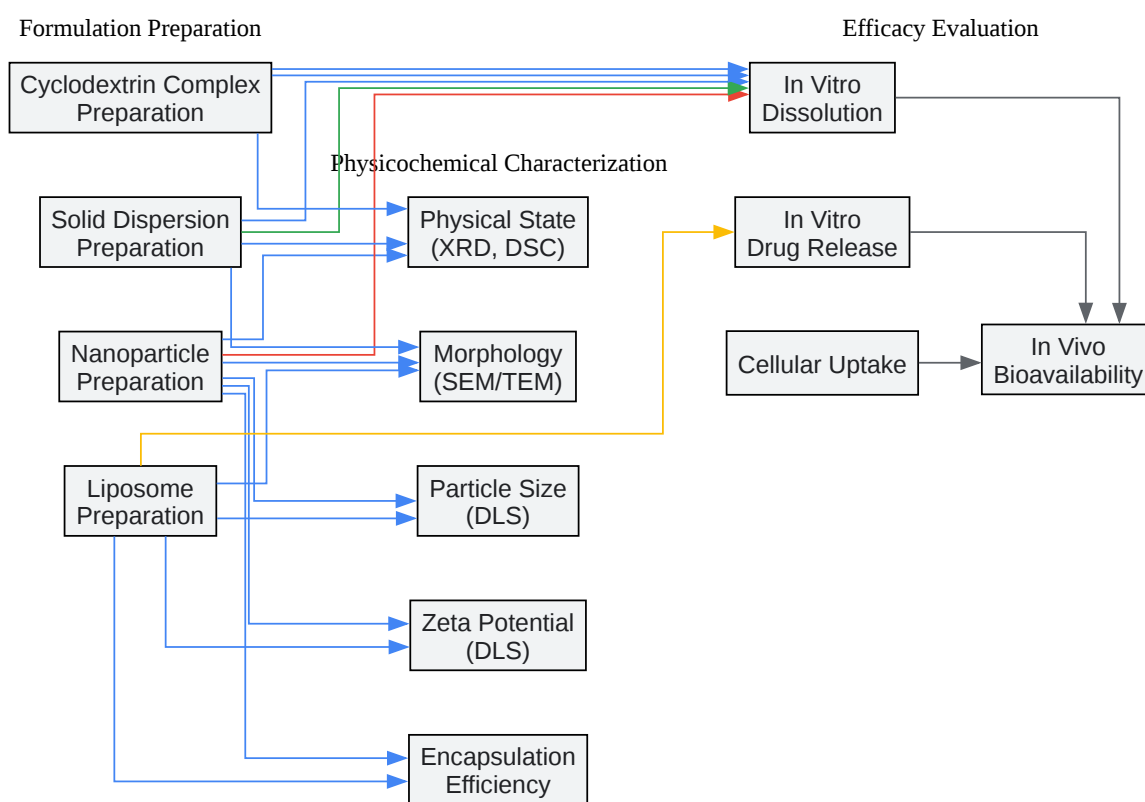 Formulation Preparation
Efficacy Evaluation
Cyclodextrin Complex
Preparation
In Vitro
Dissolution
Physicochemical Characterization
Solid Dispersion
Preparation
Physical State
(XRD, DSC)
In Vitro
Drug Release
Nanoparticle
Preparation
Morphology
(SEM/TEM)
Cellular Uptake
In Vivo
Bioavailability
Liposome
Preparation
Particle Size
(DLS)
Zeta Potential
(DLS)
Encapsulation
Efficiency